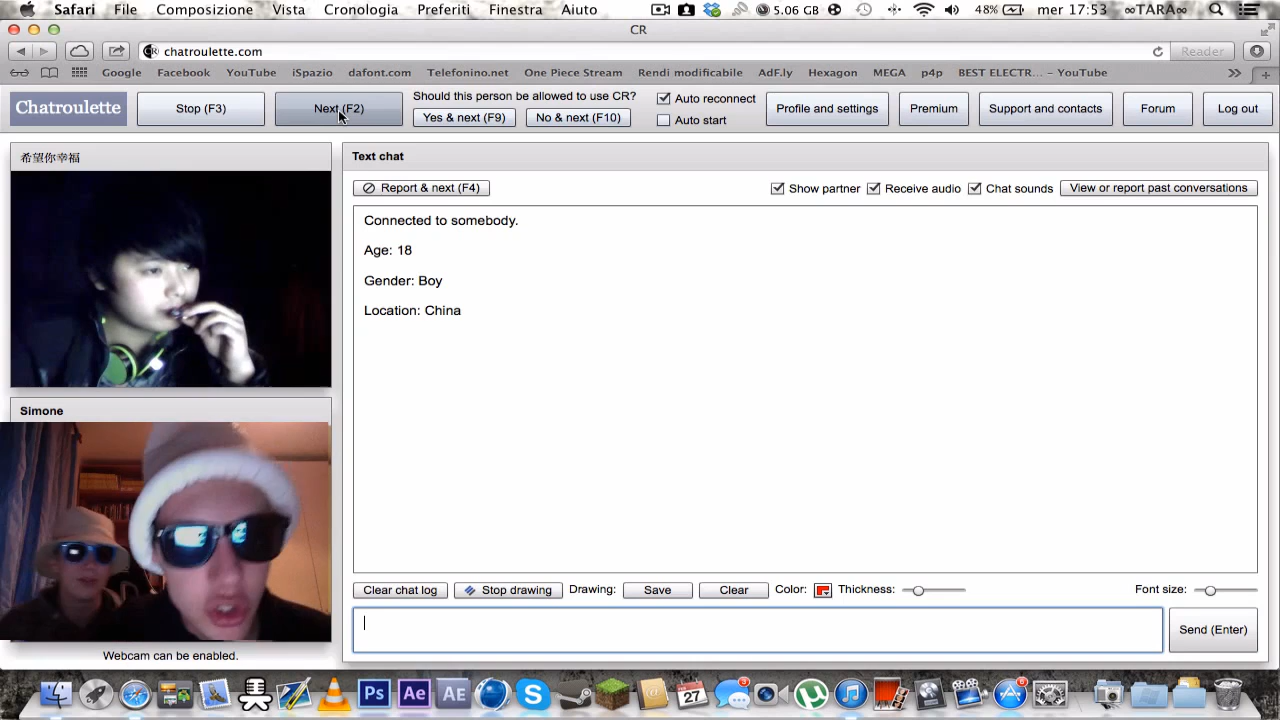 Safari File Composizione Vista Cronologia Preferiti Finestra Aiuto 5.06 GB 48% mer 17:53 ∞TARA∞
CR
chatroulette.com Reader
Google Facebook YouTube iSpazio dafont.com Telefonino.net One Piece Stream Rendi modificabile AdF.ly Hexagon MEGA p4p BEST ELECTR... – YouTube
Chatroulette Stop (F3) Next (F2) Should this person be allowed to use CR? Auto reconnect Profile and settings Premium Support and contacts Forum Log out
Yes & next (F9) No & next (F10) Auto start
希望你幸福
Text chat
Report & next (F4) Show partner Receive audio Chat sounds View or report past conversations
Connected to somebody.
Age: 18
Gender: Boy
Location: China
Simone
Clear chat log Stop drawing Drawing: Save Clear Color: Thickness: Font size:
Send (Enter)
Webcam can be enabled.
Ps Ae AE 27 S